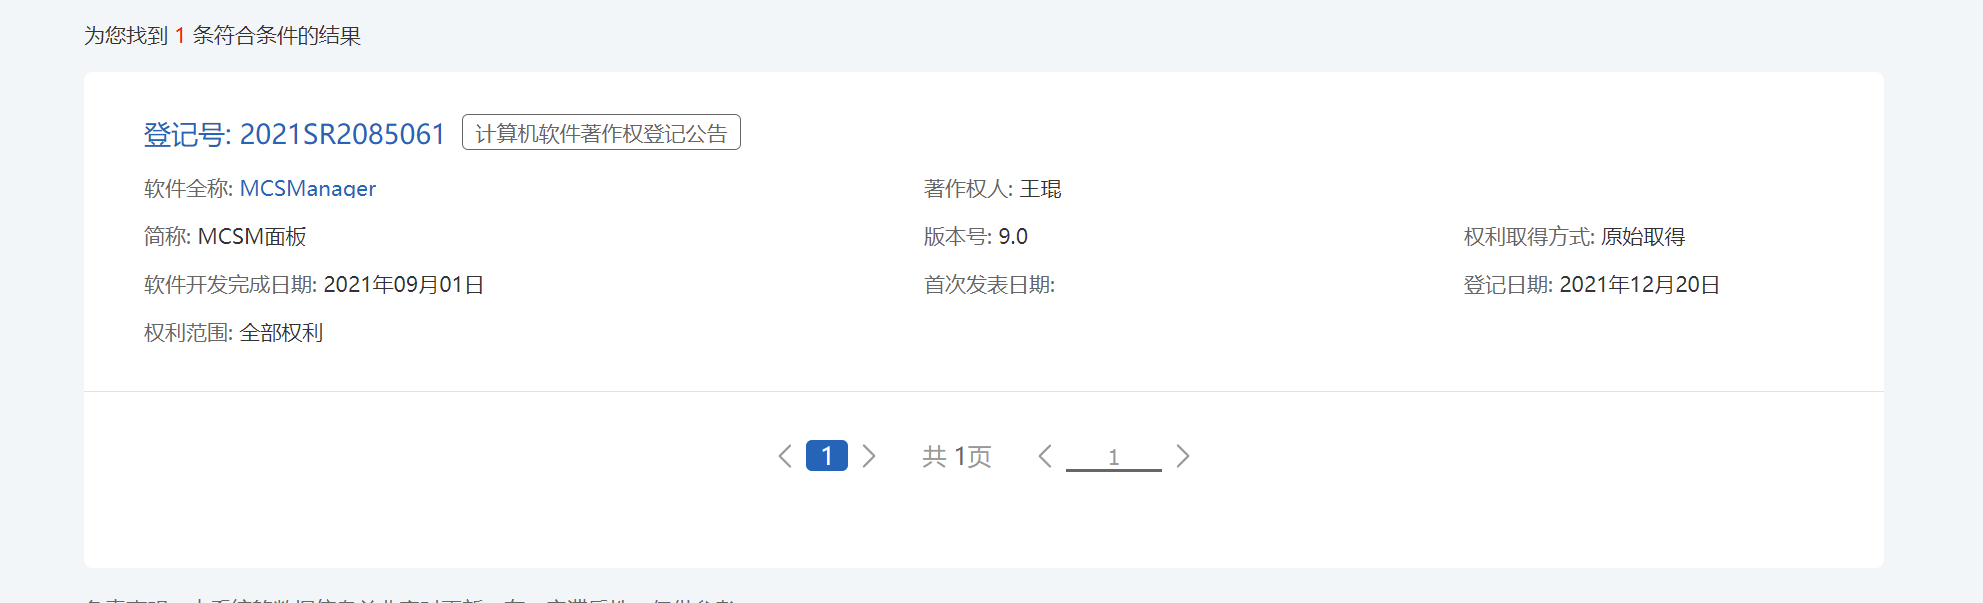 为您找到 1 条符合条件的结果
登记号: 2021SR2085061 计算机软件著作权登记公告
软件全称: MCSManager 著作权人: 王琨
简称: MCSM面板 版本号: 9.0 权利取得方式: 原始取得
软件开发完成日期: 2021年09月01日 首次发表日期: 登记日期: 2021年12月20日
权利范围: 全部权利
1 共 1页 1